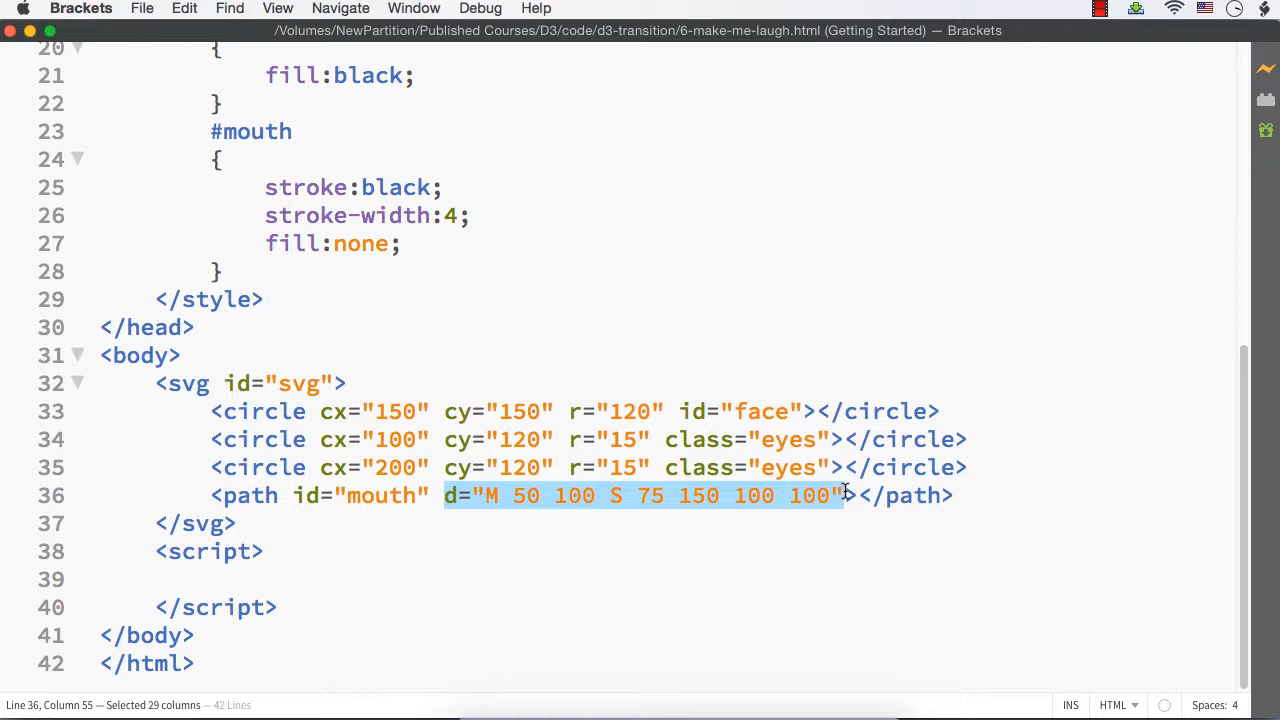 Brackets File Edit Find View Navigate Window Debug Help
/Volumes/NewPartition/Published Courses/D3/code/d3-transition/6-make-me-laugh.html (Getting Started) — Brackets
20 {
21 fill:black;
22 }
23 #mouth
24 {
25 stroke:black;
26 stroke-width:4;
27 fill:none;
28 }
29 </style>
30 </head>
31 <body>
32 <svg id="svg">
33 <circle cx="150" cy="150" r="120" id="face"></circle>
34 <circle cx="100" cy="120" r="15" class="eyes"></circle>
35 <circle cx="200" cy="120" r="15" class="eyes"></circle>
36 <path id="mouth" d="M 50 100 S 75 150 100 100"></path>
37 </svg>
38 <script>
39
40 </script>
41 </body>
42 </html>
Line 36, Column 55 — Selected 29 columns — 42 Lines INS HTML Spaces: 4